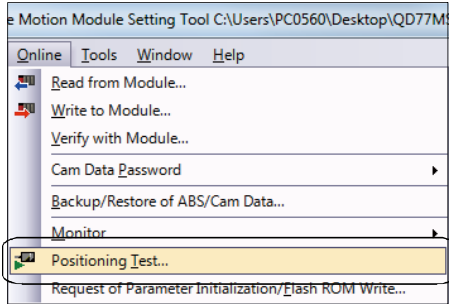 e Motion Module Setting Tool C:\Users\PC0560\Desktop\QD77MS
Online Tools Window Help
Read from Module...
Write to Module...
Verify with Module...
Cam Data Password
Backup/Restore of ABS/Cam Data...
Monitor
Positioning Test...
Request of Parameter Initialization/Flash ROM Write...